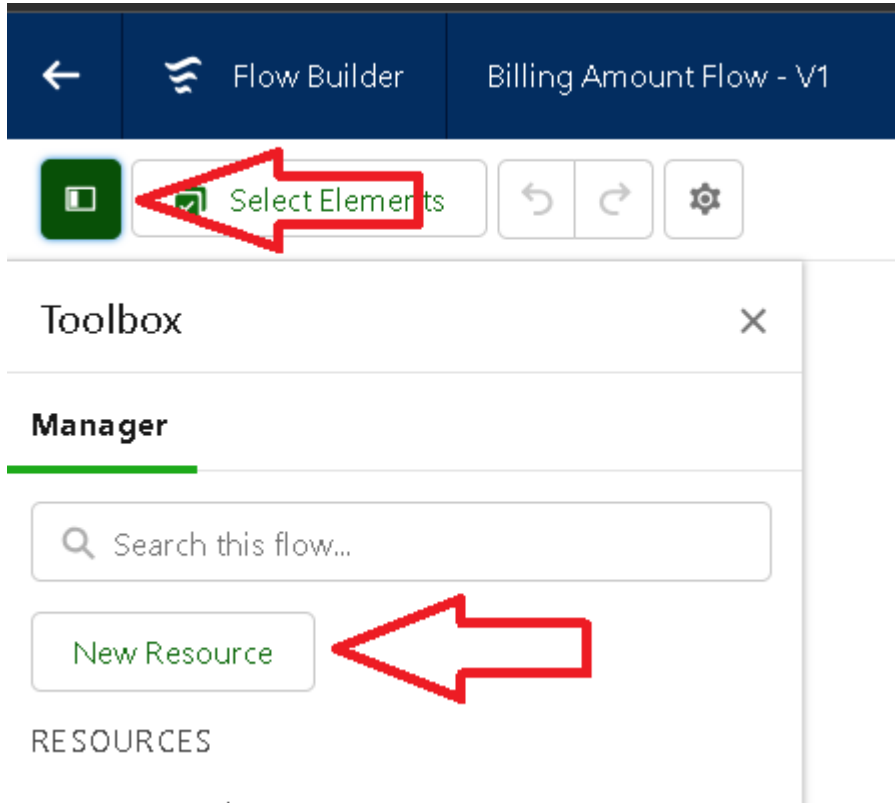 Flow Builder
Billing Amount Flow - V1
Select Elements
Toolbox
Manager
Search this flow...
New Resource
RESOURCES